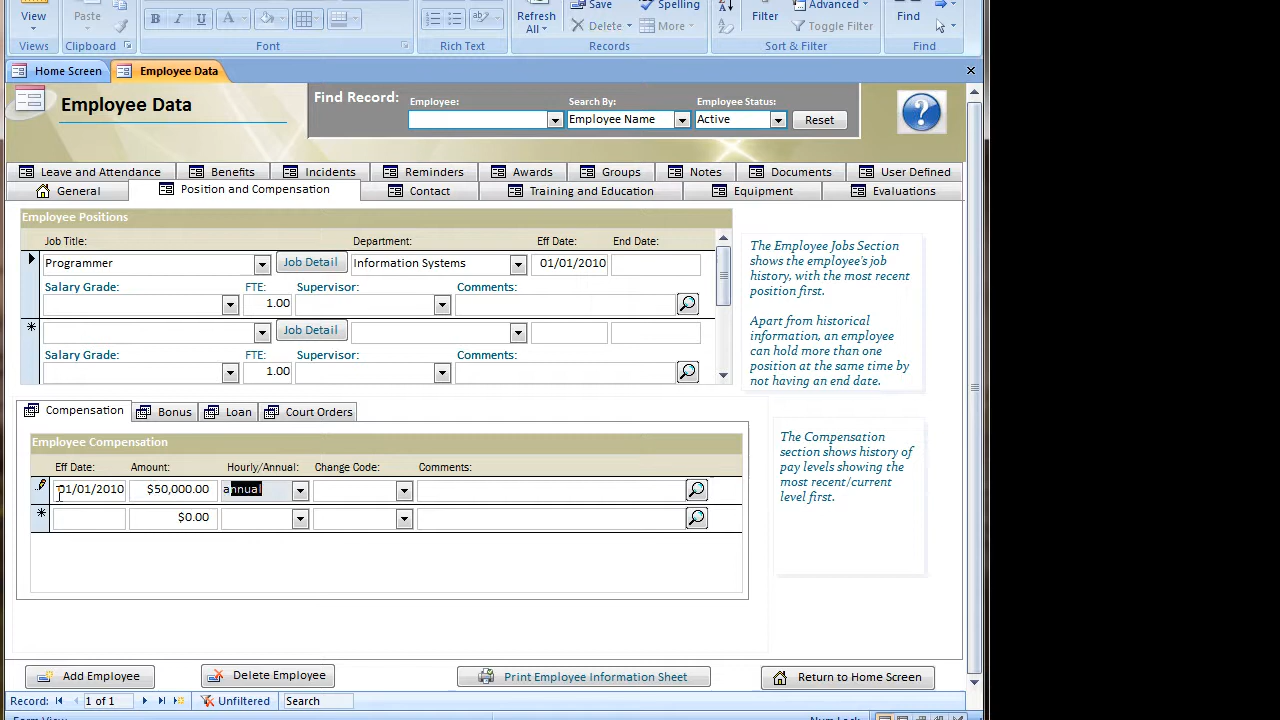 View
Paste
B I U A
ab
Refresh
All
Save
Delete
Spelling
More
Filter
Advanced
Toggle Filter
Find
Views
Clipboard
Font
Rich Text
Records
Sort & Filter
Find
Home Screen
Employee Data
Employee Data
Find Record:
Employee:
Search By:
Employee Status:
Employee Name
Active
Reset
?
Leave and Attendance
Benefits
Incidents
Reminders
Awards
Groups
Notes
Documents
User Defined
General
Position and Compensation
Contact
Training and Education
Equipment
Evaluations
Employee Positions
Job Title:
Department:
Eff Date:
End Date:
Programmer
Job Detail
Information Systems
01/01/2010
Salary Grade:
FTE:
Supervisor:
Comments:
1.00
Job Detail
Salary Grade:
FTE:
Supervisor:
Comments:
1.00
The Employee Jobs Section
shows the employee's job
history, with the most recent
position first.
Apart from historical
information, an employee
can hold more than one
position at the same time by
not having an end date.
Compensation
Bonus
Loan
Court Orders
Employee Compensation
Eff Date:
Amount:
Hourly/Annual:
Change Code:
Comments:
01/01/2010
$50,000.00
annual
$0.00
The Compensation
section shows history of
pay levels showing the
most recent/current
level first.
Add Employee
Delete Employee
Print Employee Information Sheet
Return to Home Screen
Record:
1 of 1
Unfiltered
Search
Form View
Num Lock